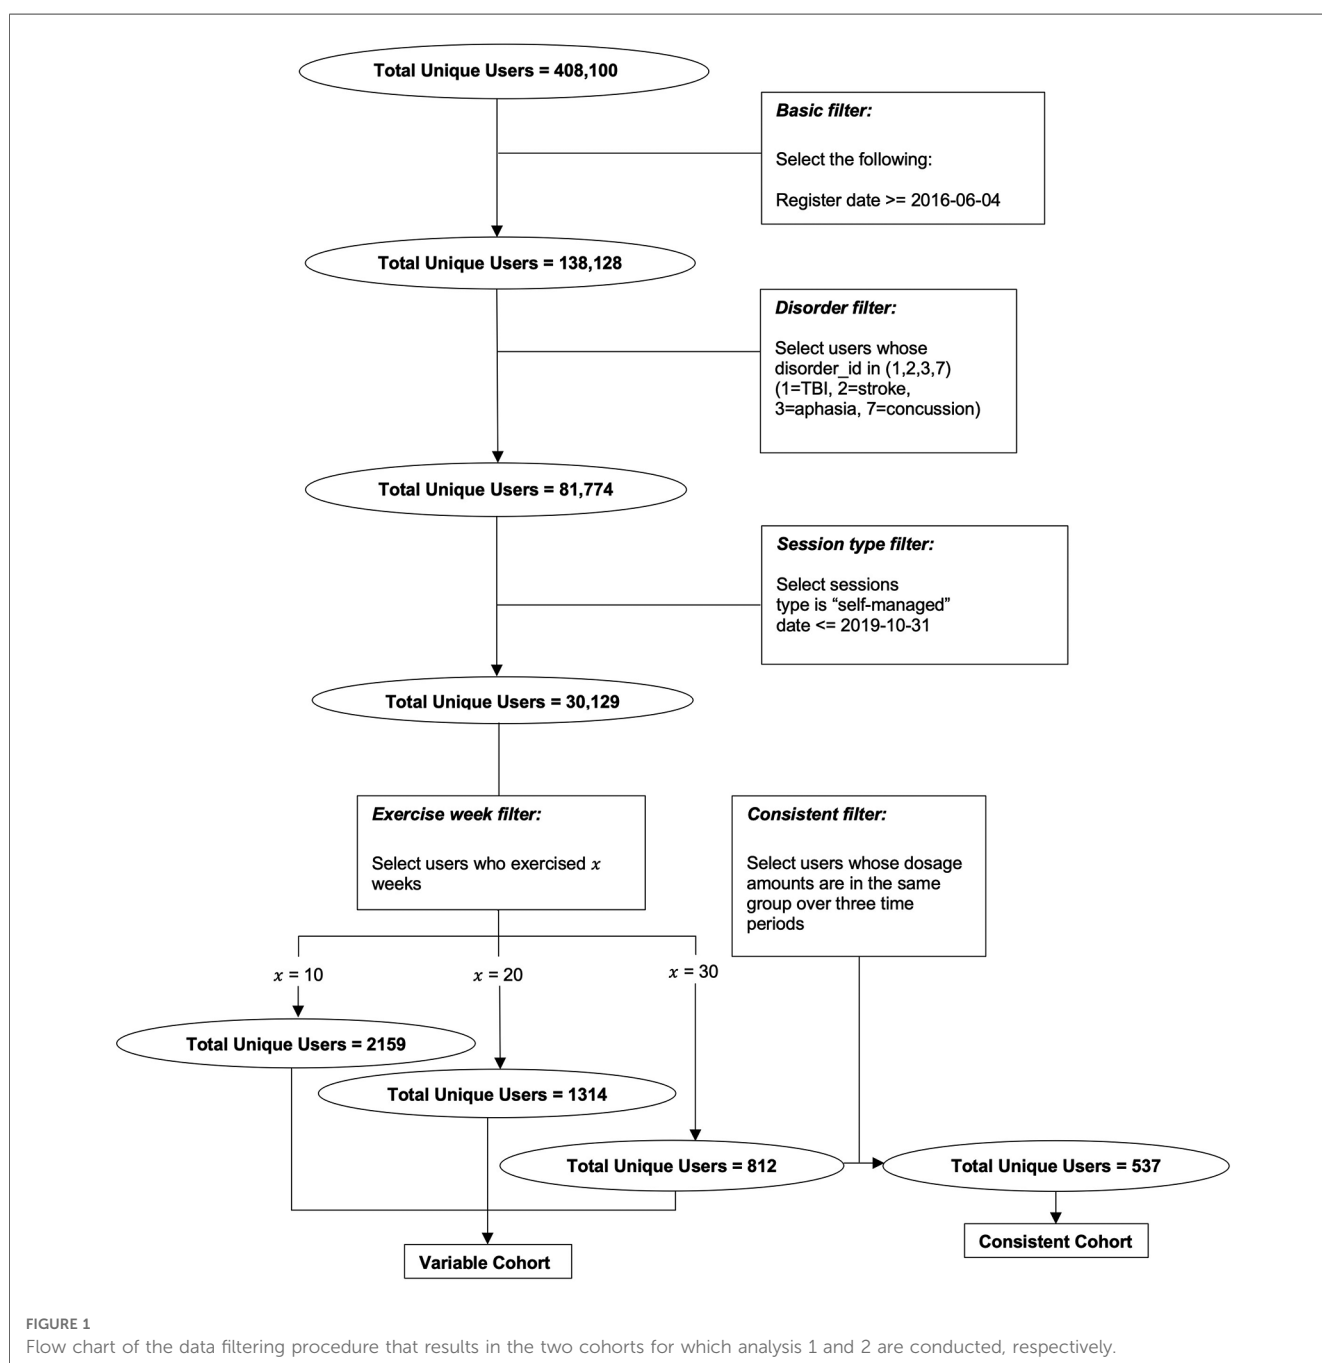 Total Unique Users = 408,100
Basic filter:
Select the following:
Register date >= 2016-06-04
Total Unique Users = 138,128
Disorder filter:
Select users whose
disorder_id in (1,2,3,7)
(1=TBI, 2=stroke,
3=aphasia, 7=concussion)
Total Unique Users = 81,774
Session type filter:
Select sessions
type is “self-managed”
date <= 2019-10-31
Total Unique Users = 30,129
Exercise week filter:
Select users who exercised x
weeks
Consistent filter:
Select users whose dosage
amounts are in the same
group over three time
periods
x = 10
x = 20
x = 30
Total Unique Users = 2159
Total Unique Users = 1314
Total Unique Users = 812
Total Unique Users = 537
Variable Cohort
Consistent Cohort
FIGURE 1
Flow chart of the data filtering procedure that results in the two cohorts for which analysis 1 and 2 are conducted, respectively.